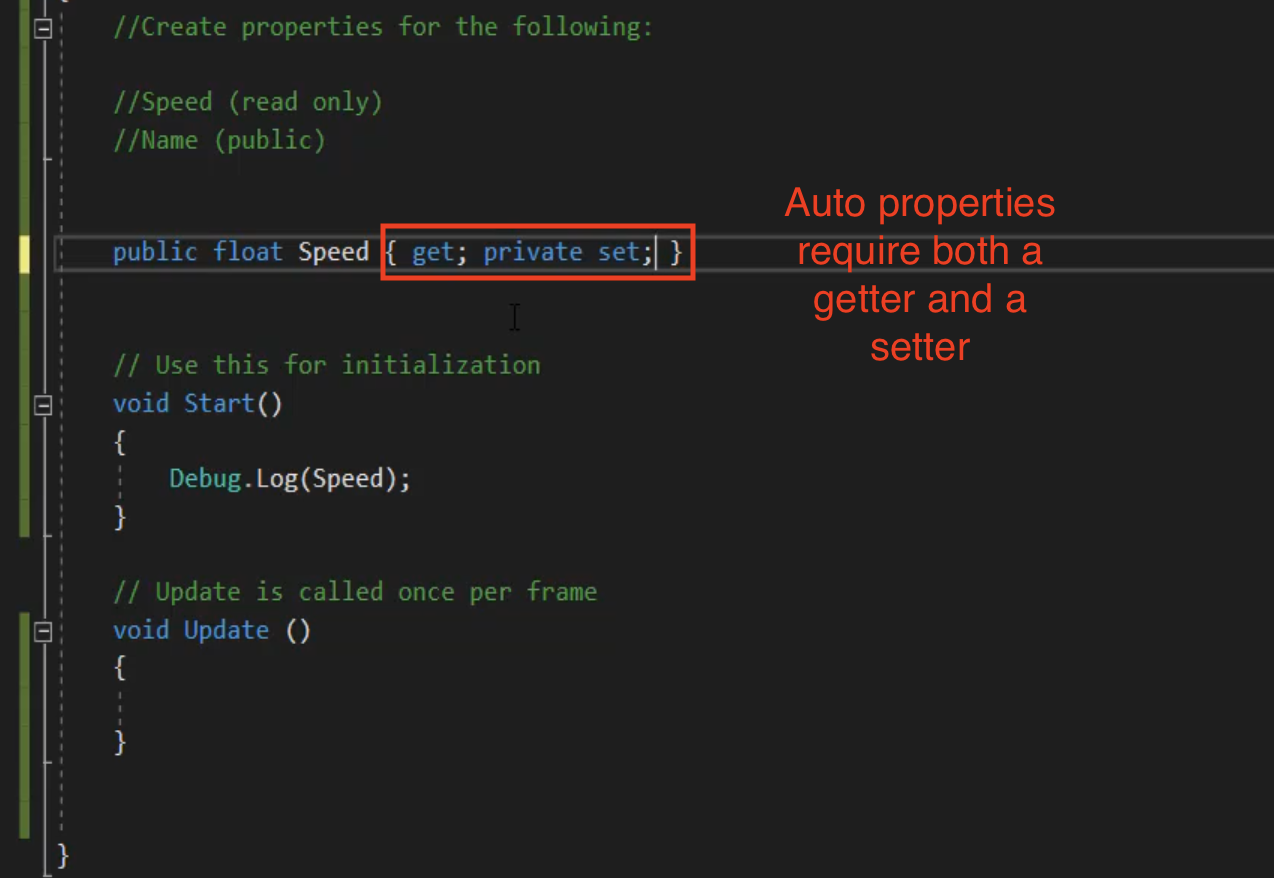 //Create properties for the following:
//Speed (read only)
//Name (public)
public float Speed { get; private set; }
Auto properties
require both a
getter and a
setter
// Use this for initialization
void Start()
{
Debug.Log(Speed);
}
// Update is called once per frame
void Update ()
{
}
}